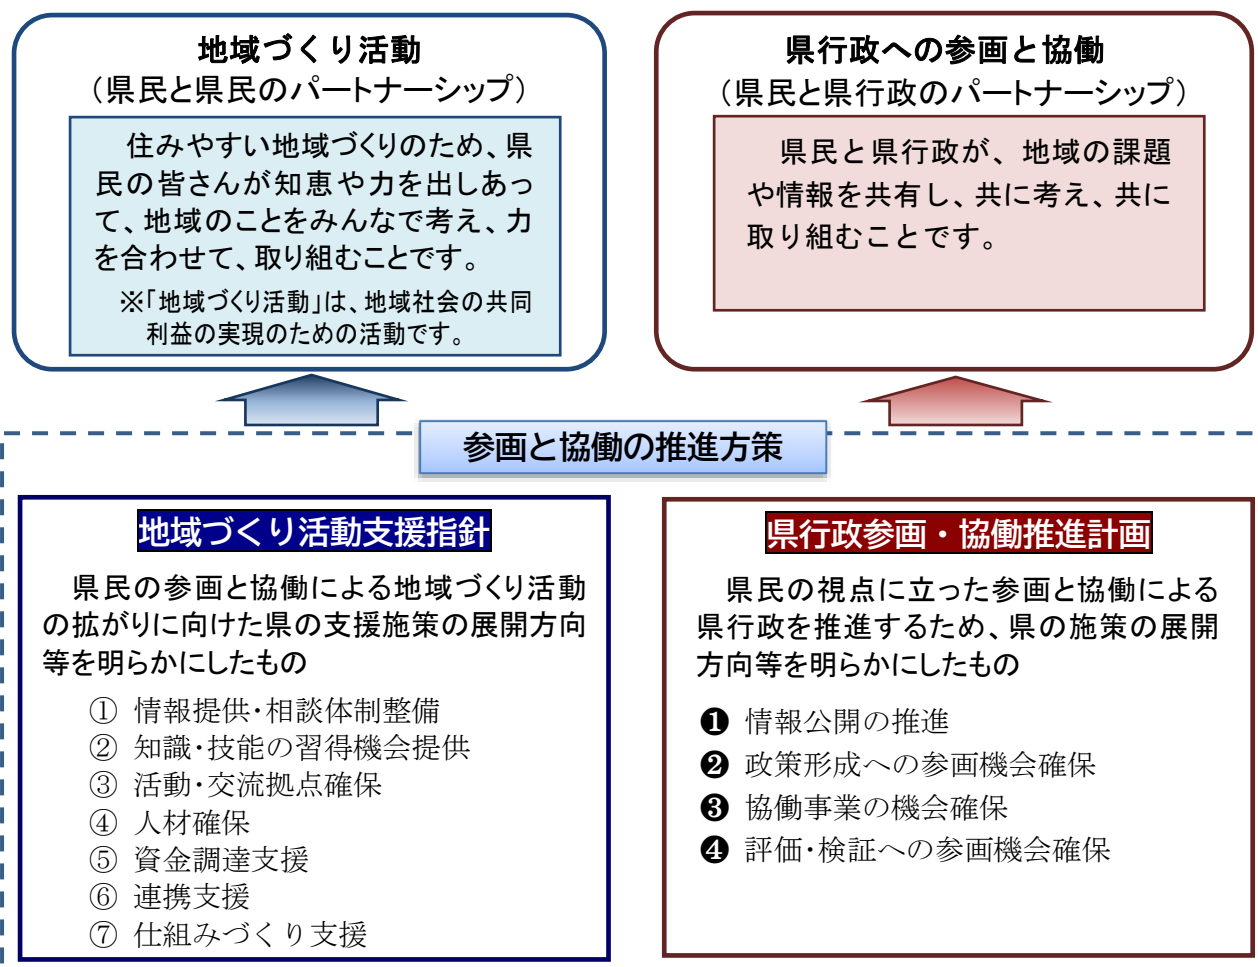 地域づくり活動
（県民と県民のパートナーシップ）
住みやすい地域づくりのため、県
民の皆さんが知恵や力を出しあっ
て、地域のことをみんなで考え、力
を合わせて、取り組むことです。
※「地域づくり活動」は、地域社会の共同
利益の実現のための活動です。
県行政への参画と協働
（県民と県行政のパートナーシップ）
県民と県行政が、地域の課題
や情報を共有し、共に考え、共に
取り組むことです。
参画と協働の推進方策
地域づくり活動支援指針
県民の参画と協働による地域づくり活動
の拡がりに向けた県の支援施策の展開方向
等を明らかにしたもの
① 情報提供・相談体制整備
② 知識・技能の習得機会提供
③ 活動・交流拠点確保
④ 人材確保
⑤ 資金調達支援
⑥ 連携支援
⑦ 仕組みづくり支援
県行政参画・協働推進計画
県民の視点に立った参画と協働による
県行政を推進するため、県の施策の展開
方向等を明らかにしたもの
❶ 情報公開の推進
❷ 政策形成への参画機会確保
❸ 協働事業の機会確保
❹ 評価・検証への参画機会確保